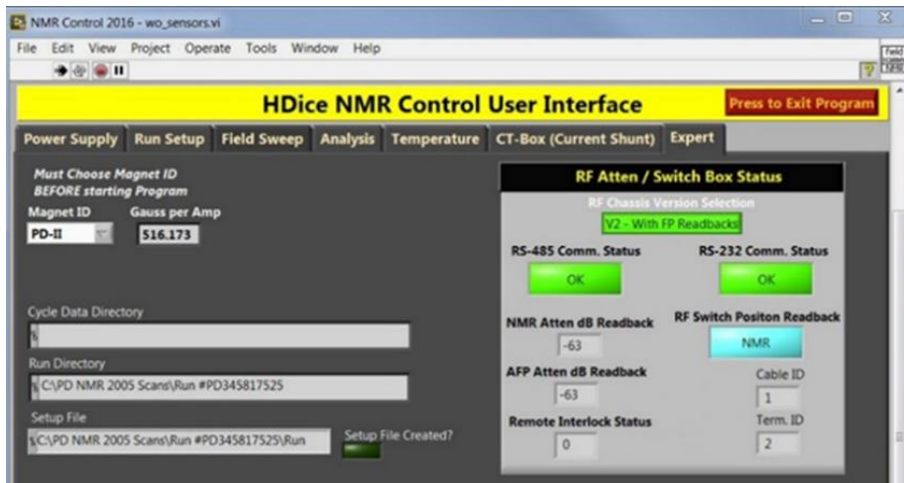 NMR Control 2016 - wo_sensors.vi
File Edit View Project Operate Tools Window Help
HDice NMR Control User Interface
Press to Exit Program
Power Supply Run Setup Field Sweep Analysis Temperature CT-Box (Current Shunt) Expert
Must Choose Magnet ID
BEFORE starting Program
Magnet ID Gauss per Amp
PD-II 516.173
Cycle Data Directory
Run Directory
C:\PD NMR 2005 Scans\Run #PD345817525
Setup File
C:\PD NMR 2005 Scans\Run #PD345817525\Run
Setup File Created?
RF Atten / Switch Box Status
RF Chassis Version Selection
V2 - With FP Readbacks
RS-485 Comm. Status RS-232 Comm. Status
OK OK
NMR Atten dB Readback RF Switch Positon Readback
-63 NMR
AFP Atten dB Readback Cable ID
-63 1
Remote Interlock Status Term. ID
0 2